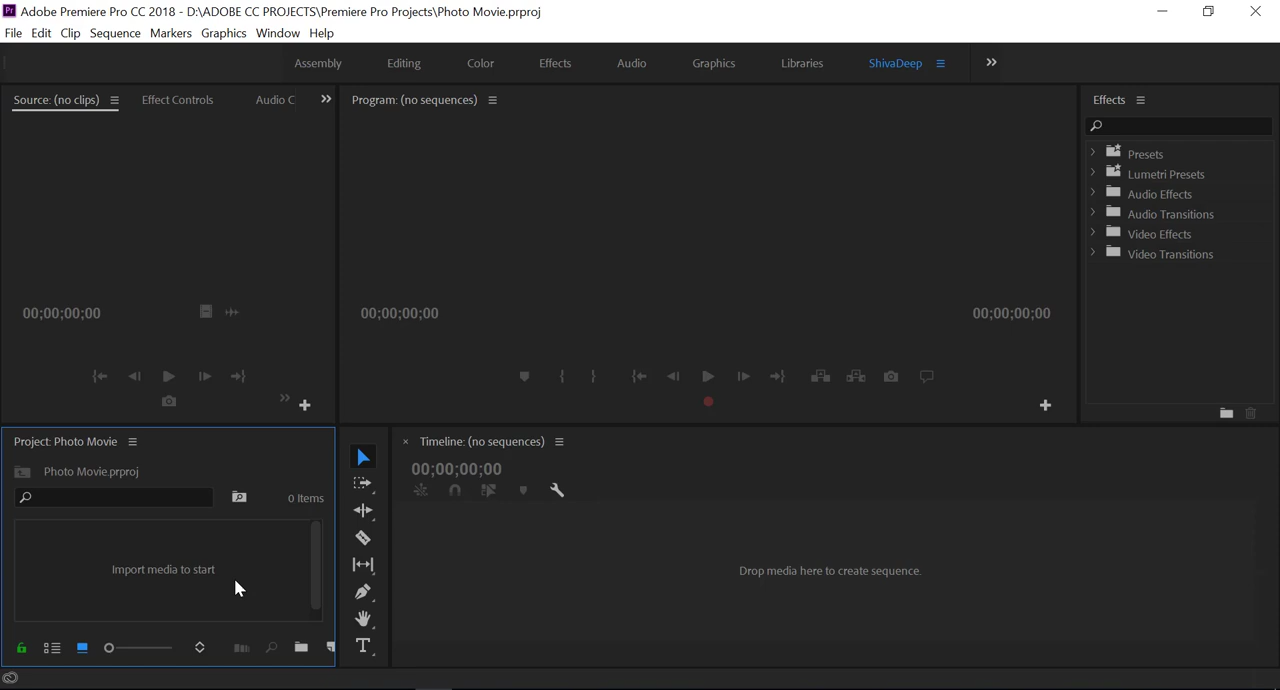 Pr Adobe Premiere Pro CC 2018 - D:\ADOBE CC PROJECTS\Premiere Pro Projects\Photo Movie.prproj
File Edit Clip Sequence Markers Graphics Window Help
Assembly Editing Color Effects Audio Graphics Libraries ShivaDeep
Source: (no clips) Effect Controls Audio C
Program: (no sequences)
Effects
Presets
Lumetri Presets
Audio Effects
Audio Transitions
Video Effects
Video Transitions
00;00;00;00
00;00;00;00 00;00;00;00
Project: Photo Movie
Photo Movie.prproj
0 Items
Import media to start
Timeline: (no sequences)
00;00;00;00
Drop media here to create sequence.
T